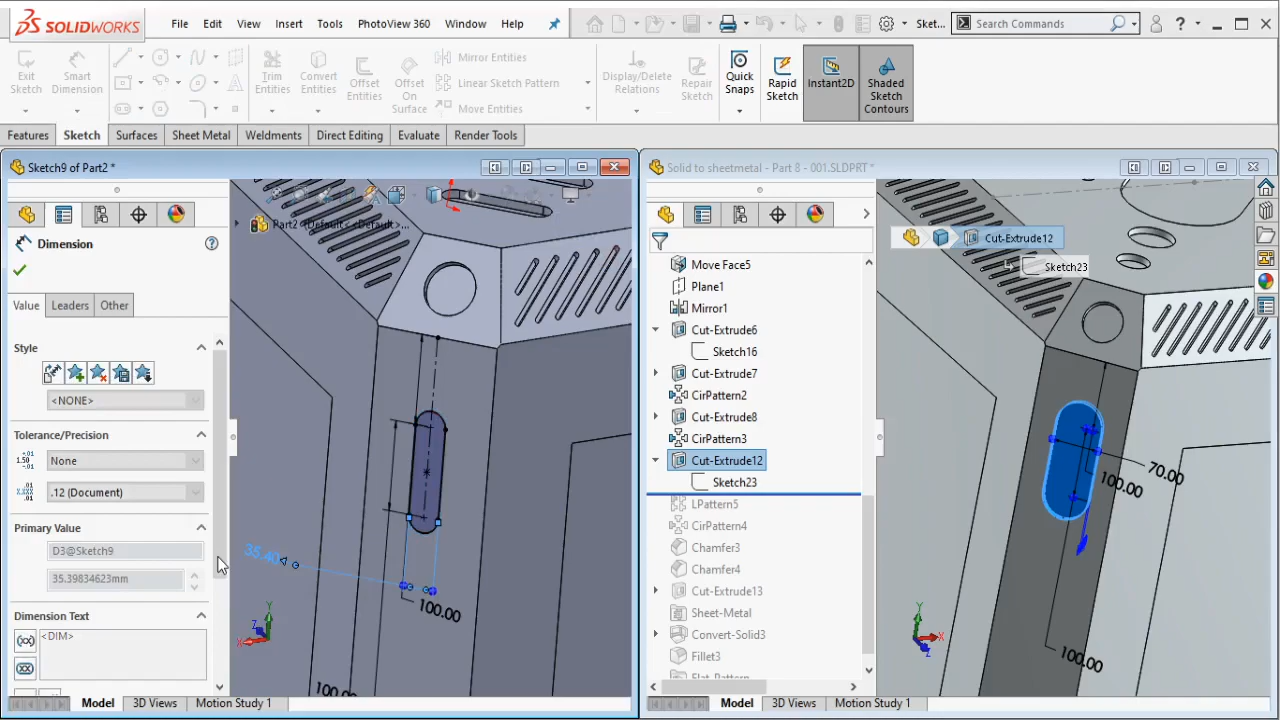 SOLIDWORKS
File Edit View Insert Tools PhotoView 360 Window Help
Sket...
Search Commands
?
Exit Sketch
Smart Dimension
Trim Entities
Convert Entities
Offset Entities
Offset On Surface
Mirror Entities
Linear Sketch Pattern
Move Entities
Display/Delete Relations
Repair Sketch
Quick Snaps
Rapid Sketch
Instant2D
Shaded Sketch Contours
Features Sketch Surfaces Sheet Metal Weldments Direct Editing Evaluate Render Tools
Sketch9 of Part2 *
Solid to sheetmetal - Part 8 - 001.SLDPRT *
Part2 (Default< <Default>...
Dimension
Value Leaders Other
Style
<NONE>
Tolerance/Precision
None
.12 (Document)
Primary Value
D3@Sketch9
35.39834623mm
Dimension Text
<DIM>
35.40
100.00
100.00
Y
X
Z
Move Face5
Plane1
Mirror1
Cut-Extrude6
Sketch16
Cut-Extrude7
CirPattern2
Cut-Extrude8
CirPattern3
Cut-Extrude12
Sketch23
LPattern5
CirPattern4
Chamfer3
Chamfer4
Cut-Extrude13
Sheet-Metal
Convert-Solid3
Fillet3
Flat-Pattern
Cut-Extrude12
Sketch23
70.00
100.00
100.00
Y
X
Z
Model 3D Views Motion Study 1
Model 3D Views Motion Study 1